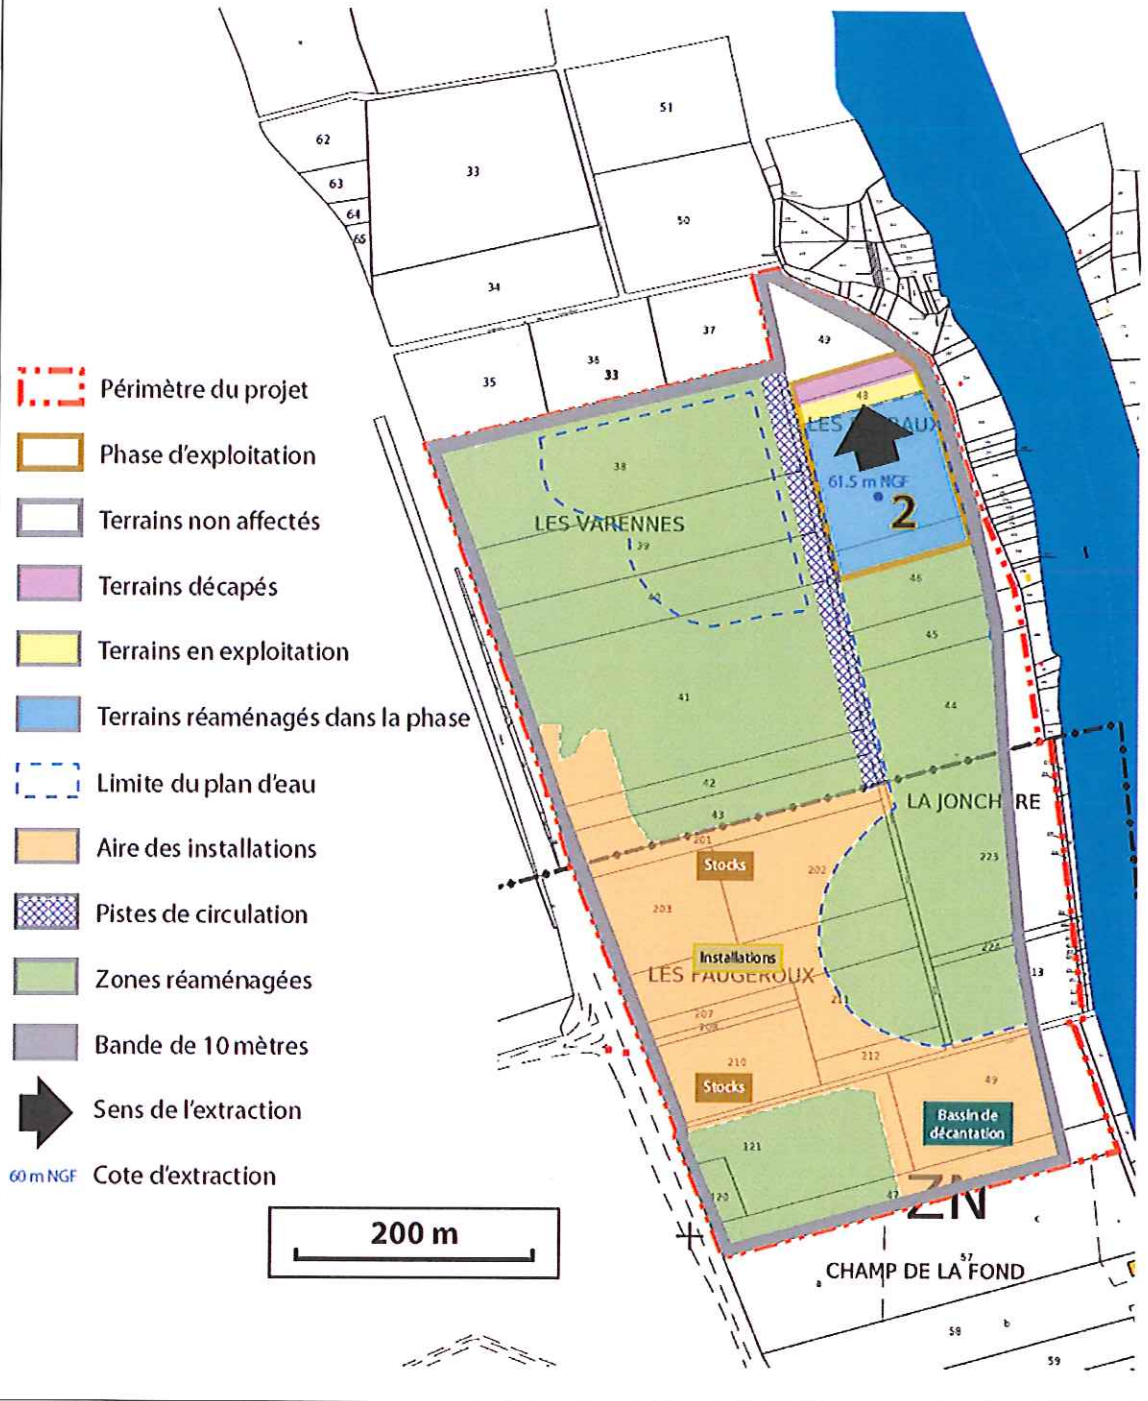 62
63
64
65
33
51
50
34
37
36
33
35
49
48
61.5 m NGF
2
38
LES VARENNES
39
40
46
45
41
44
42
43
LA JONCH RE
201
Stocks
202
223
203
Installations
224
LES FAUGEROUX
13
211
207
208
210
212
Stocks
49
Bassin de
décantation
121
120
47
ZN
c
57
a
CHAMP DE LA FOND
58
b
59
Périmètre du projet
Phase d'exploitation
Terrains non affectés
Terrains décapés
Terrains en exploitation
Terrains réaménagés dans la phase
Limite du plan d'eau
Aire des installations
Pistes de circulation
Zones réaménagées
Bande de 10 mètres
Sens de l'extraction
60 m NGF Cote d'extraction
200 m